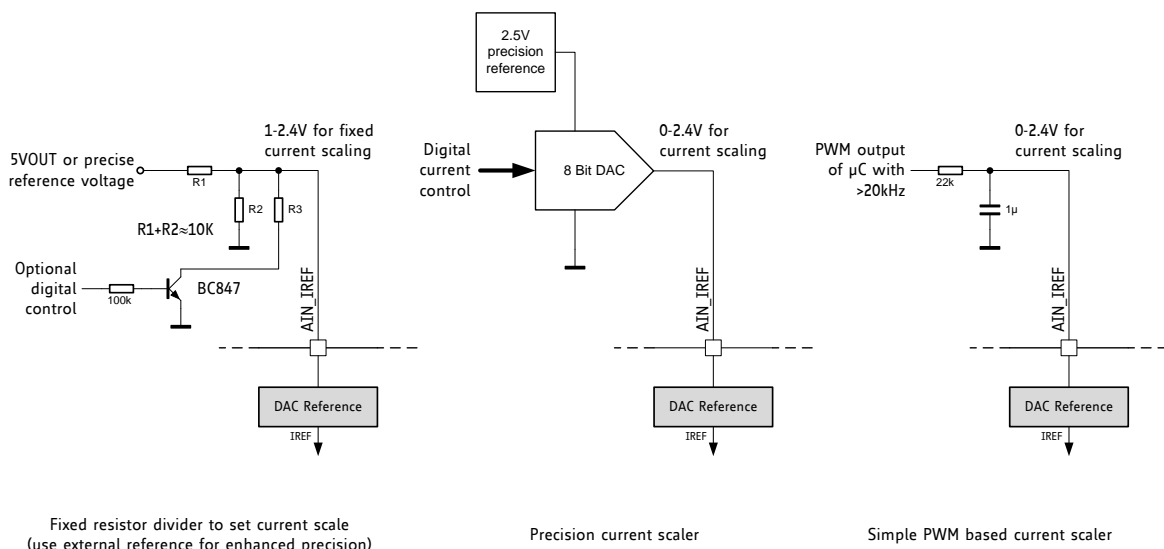 5VOUT or precise
reference voltage
R1
1-2.4V for fixed
current scaling
R2
R3
R1+R2≈10K
Optional
digital
control
100k
BC847
AIN_IREF
DAC Reference
IREF
Fixed resistor divider to set current scale
(use external reference for enhanced precision)
2.5V
precision
reference
Digital
current
control
8 Bit DAC
0-2.4V for
current scaling
AIN_IREF
DAC Reference
IREF
Precision current scaler
PWM output
of µC with
>20kHz
22k
1µ
0-2.4V for
current scaling
AIN_IREF
DAC Reference
IREF
Simple PWM based current scaler